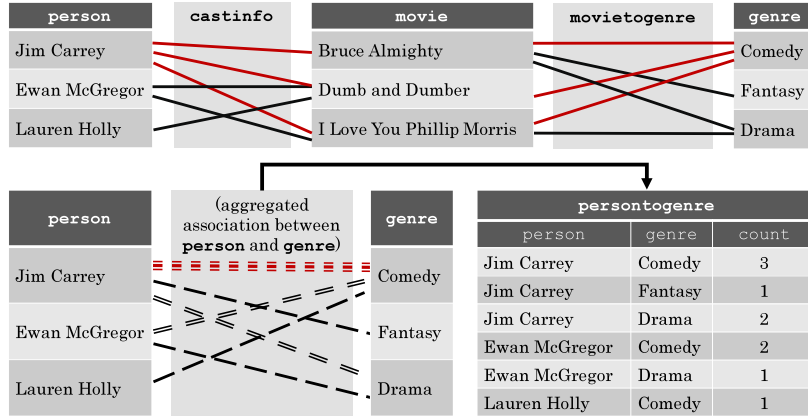 person castinfo movie movietogenre genre
Jim Carrey Bruce Almighty Comedy
Ewan McGregor Dumb and Dumber Fantasy
Lauren Holly I Love You Phillip Morris Drama
person (aggregated association between person and genre) genre
Jim Carrey Comedy
Ewan McGregor Fantasy
Lauren Holly Drama
persontogenre
person genre count
Jim Carrey Comedy 3
Jim Carrey Fantasy 1
Jim Carrey Drama 2
Ewan McGregor Comedy 2
Ewan McGregor Drama 1
Lauren Holly Comedy 1